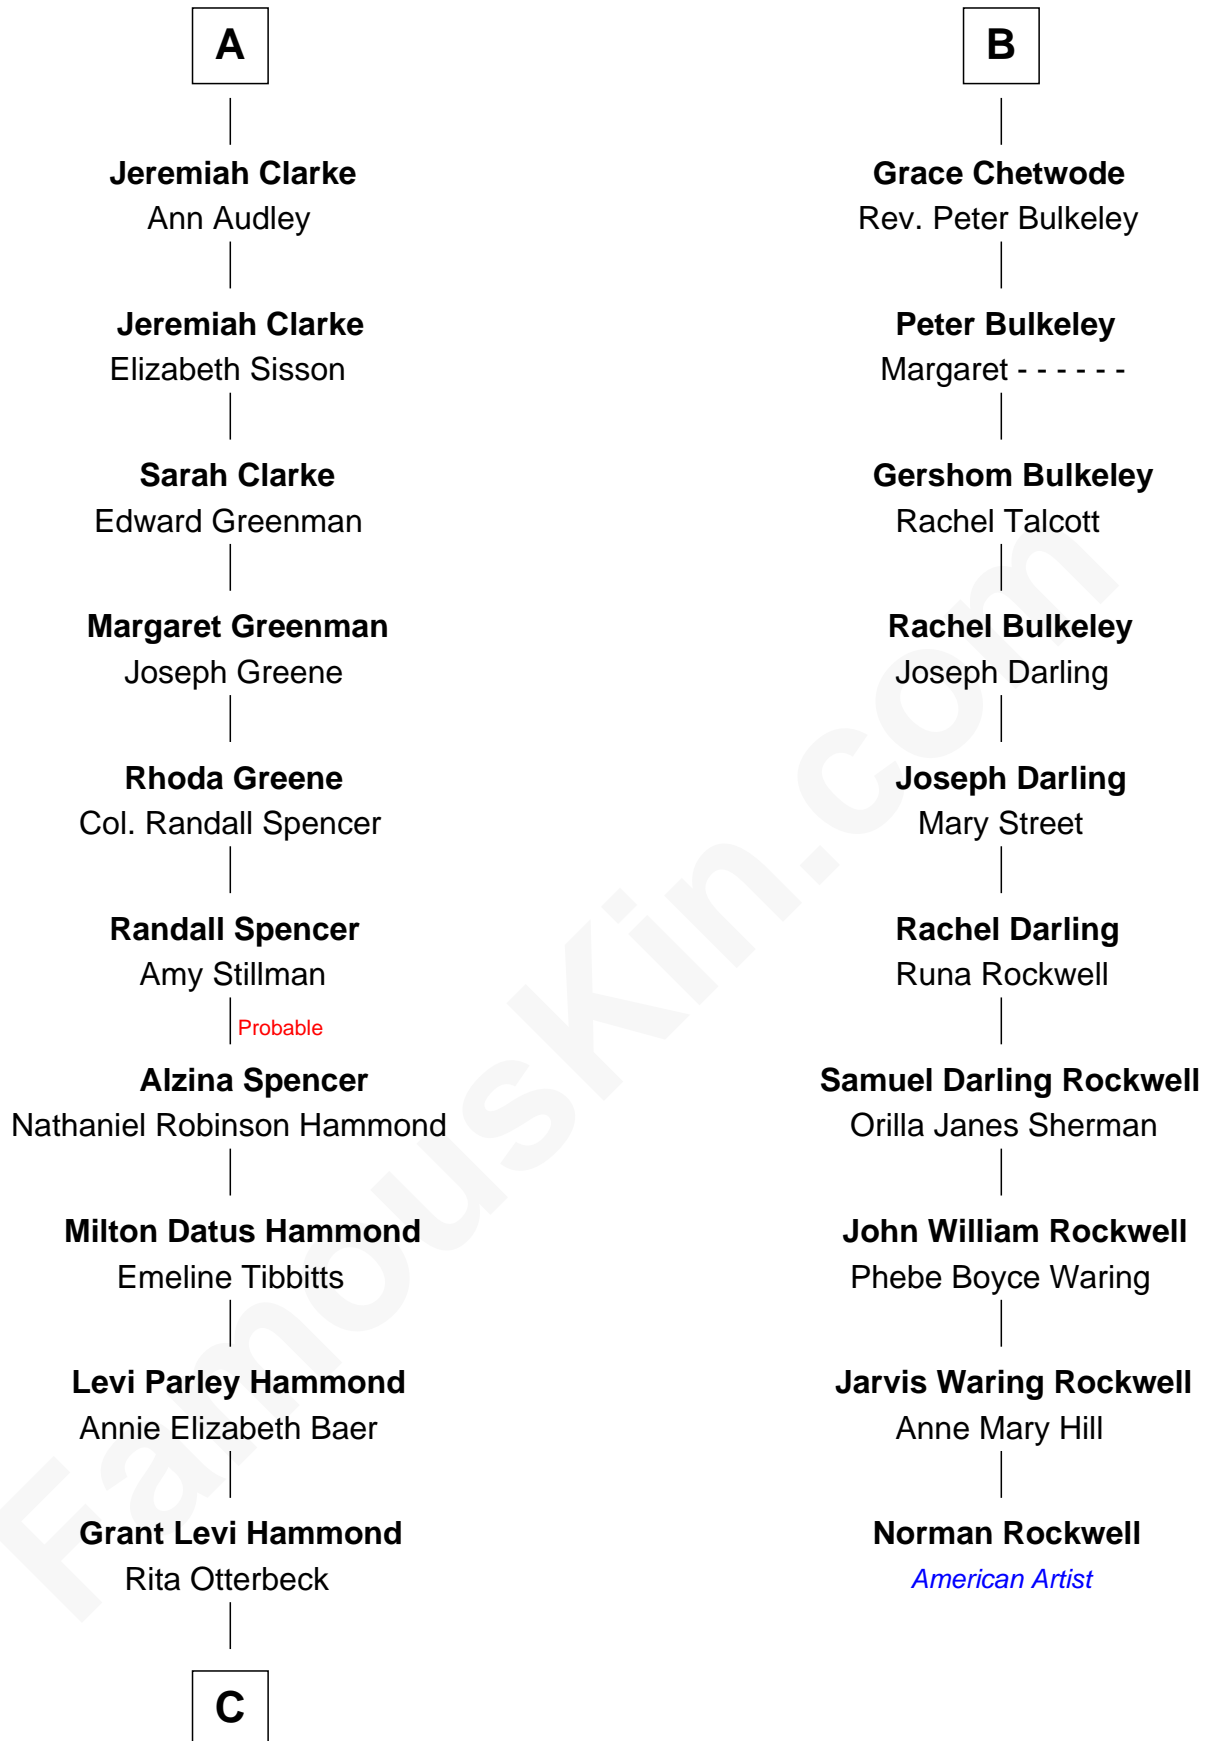 A
Jeremiah Clarke
Ann Audley
Jeremiah Clarke
Elizabeth Sisson
Sarah Clarke
Edward Greenman
Margaret Greenman
Joseph Greene
Rhoda Greene
Col. Randall Spencer
Randall Spencer
Amy Stillman
Probable
Alzina Spencer
Nathaniel Robinson Hammond
Milton Datus Hammond
Emeline Tibbitts
Levi Parley Hammond
Annie Elizabeth Baer
Grant Levi Hammond
Rita Otterbeck
C
B
Grace Chetwode
Rev. Peter Bulkeley
Peter Bulkeley
Margaret - - - - - -
Gershom Bulkeley
Rachel Talcott
Rachel Bulkeley
Joseph Darling
Joseph Darling
Mary Street
Rachel Darling
Runa Rockwell
Samuel Darling Rockwell
Orilla Janes Sherman
John William Rockwell
Phebe Boyce Waring
Jarvis Waring Rockwell
Anne Mary Hill
Norman Rockwell
American Artist
FamousKin.com